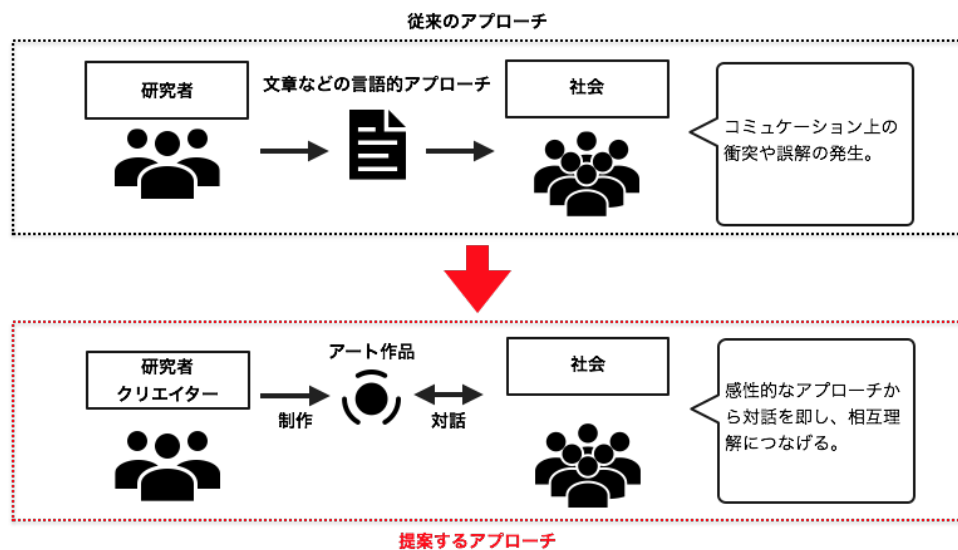 従来のアプローチ
研究者
文章などの言語的アプローチ
社会
コミュケーション上の
衝突や誤解の発生。
研究者
クリエイター
アート作品
制作
対話
社会
感性的なアプローチか
ら対話を即し、相互理
解につなげる。
提案するアプローチ